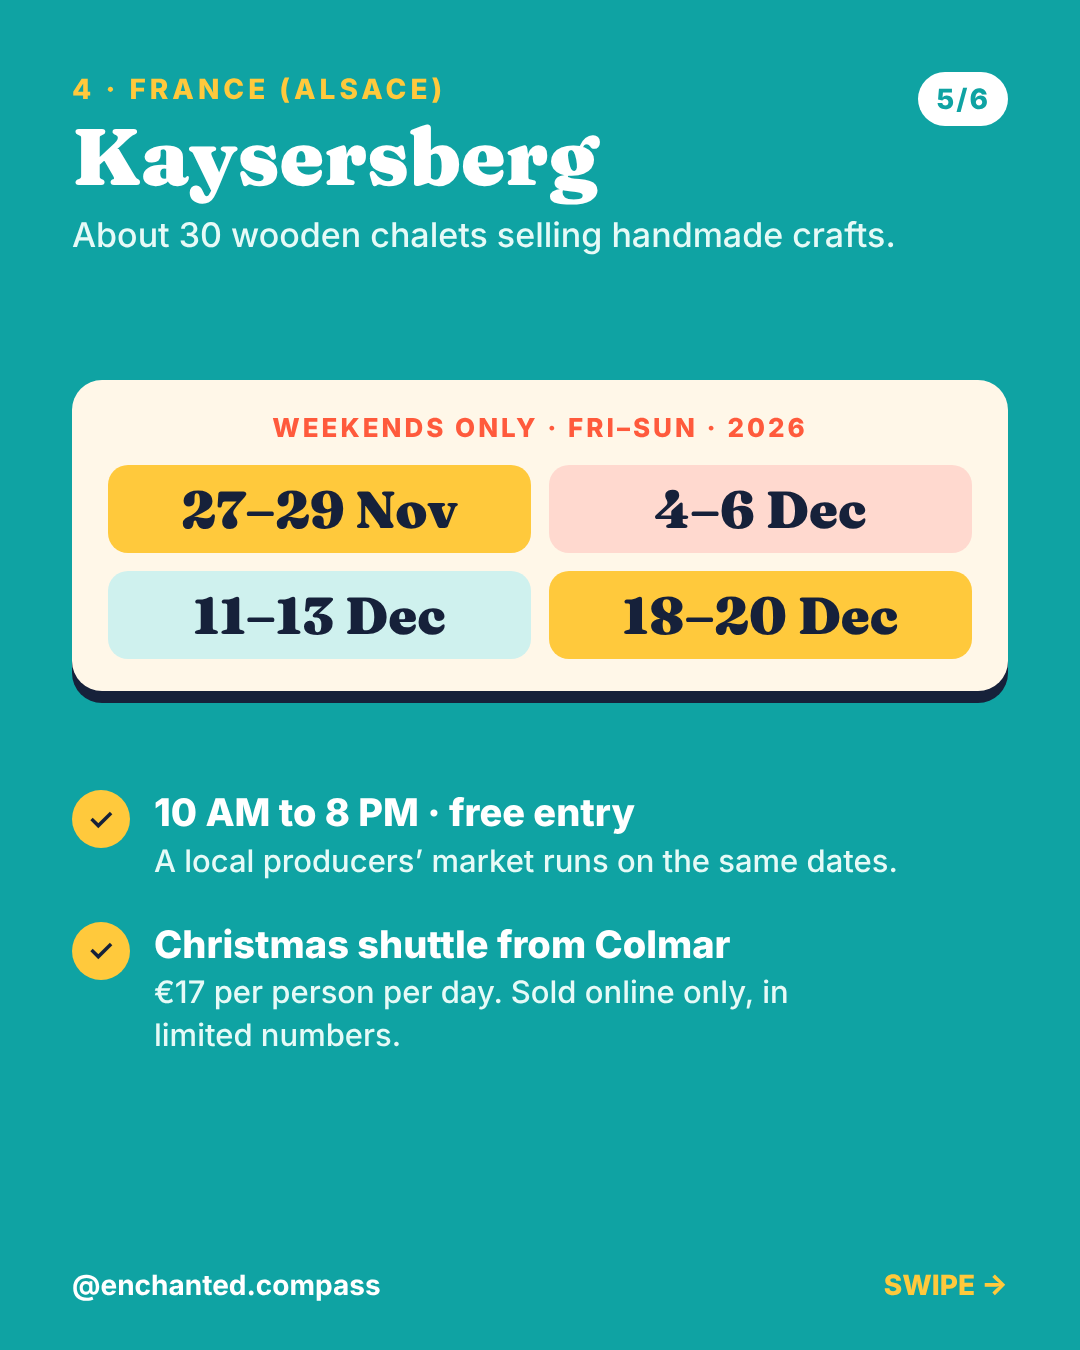 4 · FRANCE (ALSACE)
5/6
Kaysersberg
About 30 wooden chalets selling handmade crafts.
WEEKENDS ONLY · FRI–SUN · 2026
27–29 Nov
4–6 Dec
11–13 Dec
18–20 Dec
10 AM to 8 PM · free entry
A local producers’ market runs on the same dates.
Christmas shuttle from Colmar
€17 per person per day. Sold online only, in
limited numbers.
@enchanted.compass
SWIPE →